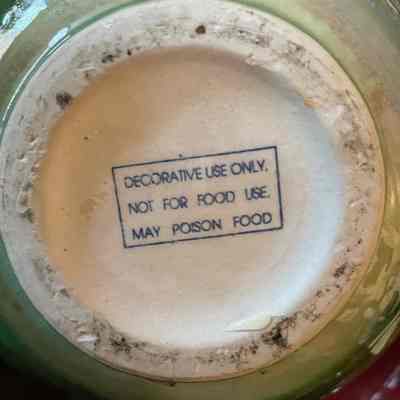 DECORATIVE USE ONLY.
NOT FOR FOOD USE.
MAY POISON FOOD